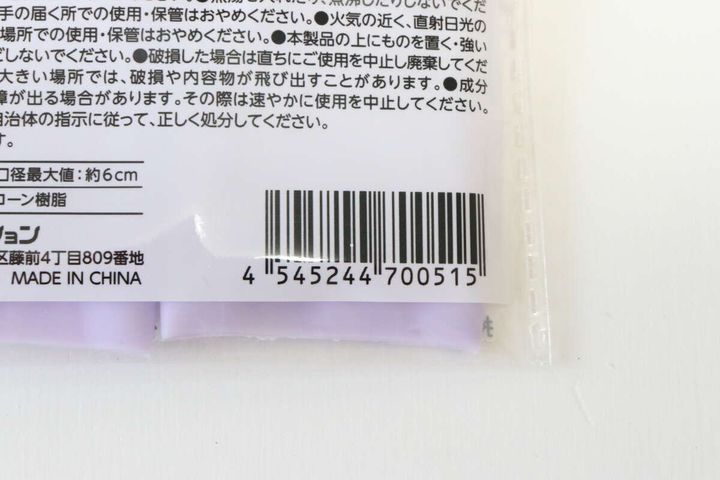 手の届く所での使用・保管はおやめください。●火気の近く、直射日光の
場所での使用・保管はおやめください。●本製品の上にものを置く・強い
どしないでください。●破損した場合は直ちにご使用を中止し廃棄してくだ
大きい場所では、破損や内容物が飛び出すことがあります。●成分
障が出る場合があります。その際は速やかに使用を中止してください。
自治体の指示に従って、正しく処分してください。
す。
口径最大値:約6cm
コーン樹脂
ション
区藤前4丁目809番地
MADE IN CHINA
4 545244 700515